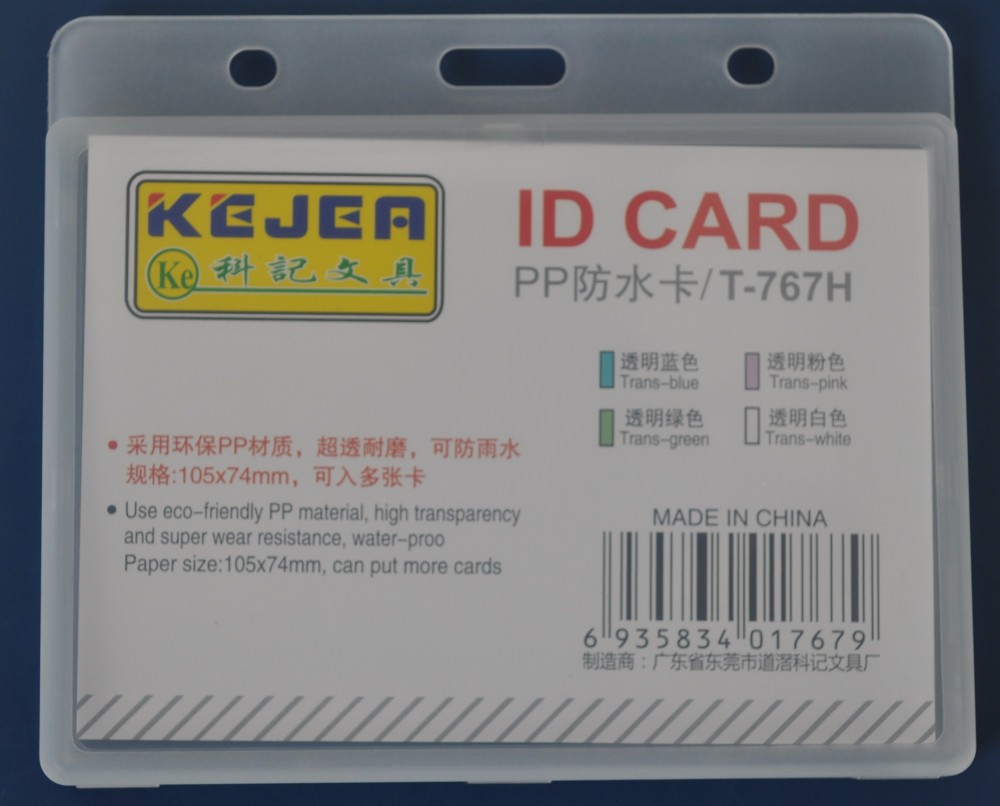 KEJEA
Ke 科記文具
ID CARD
PP防水卡/T-767H
透明蓝色 透明粉色
Trans-blue Trans-pink
透明绿色 透明白色
Trans-green Trans-white
• 采用环保PP材质，超透耐磨，可防雨水
规格:105x74mm，可入多张卡
• Use eco-friendly PP material, high transparency
and super wear resistance, water-proo
Paper size:105x74mm, can put more cards
MADE IN CHINA
6 935834 017679
制造商：广东省东莞市道滘科记文具厂